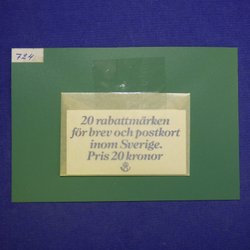 724
20 rabattmärken
för brev och postkort
inom Sverige.
Pris 20 kronor